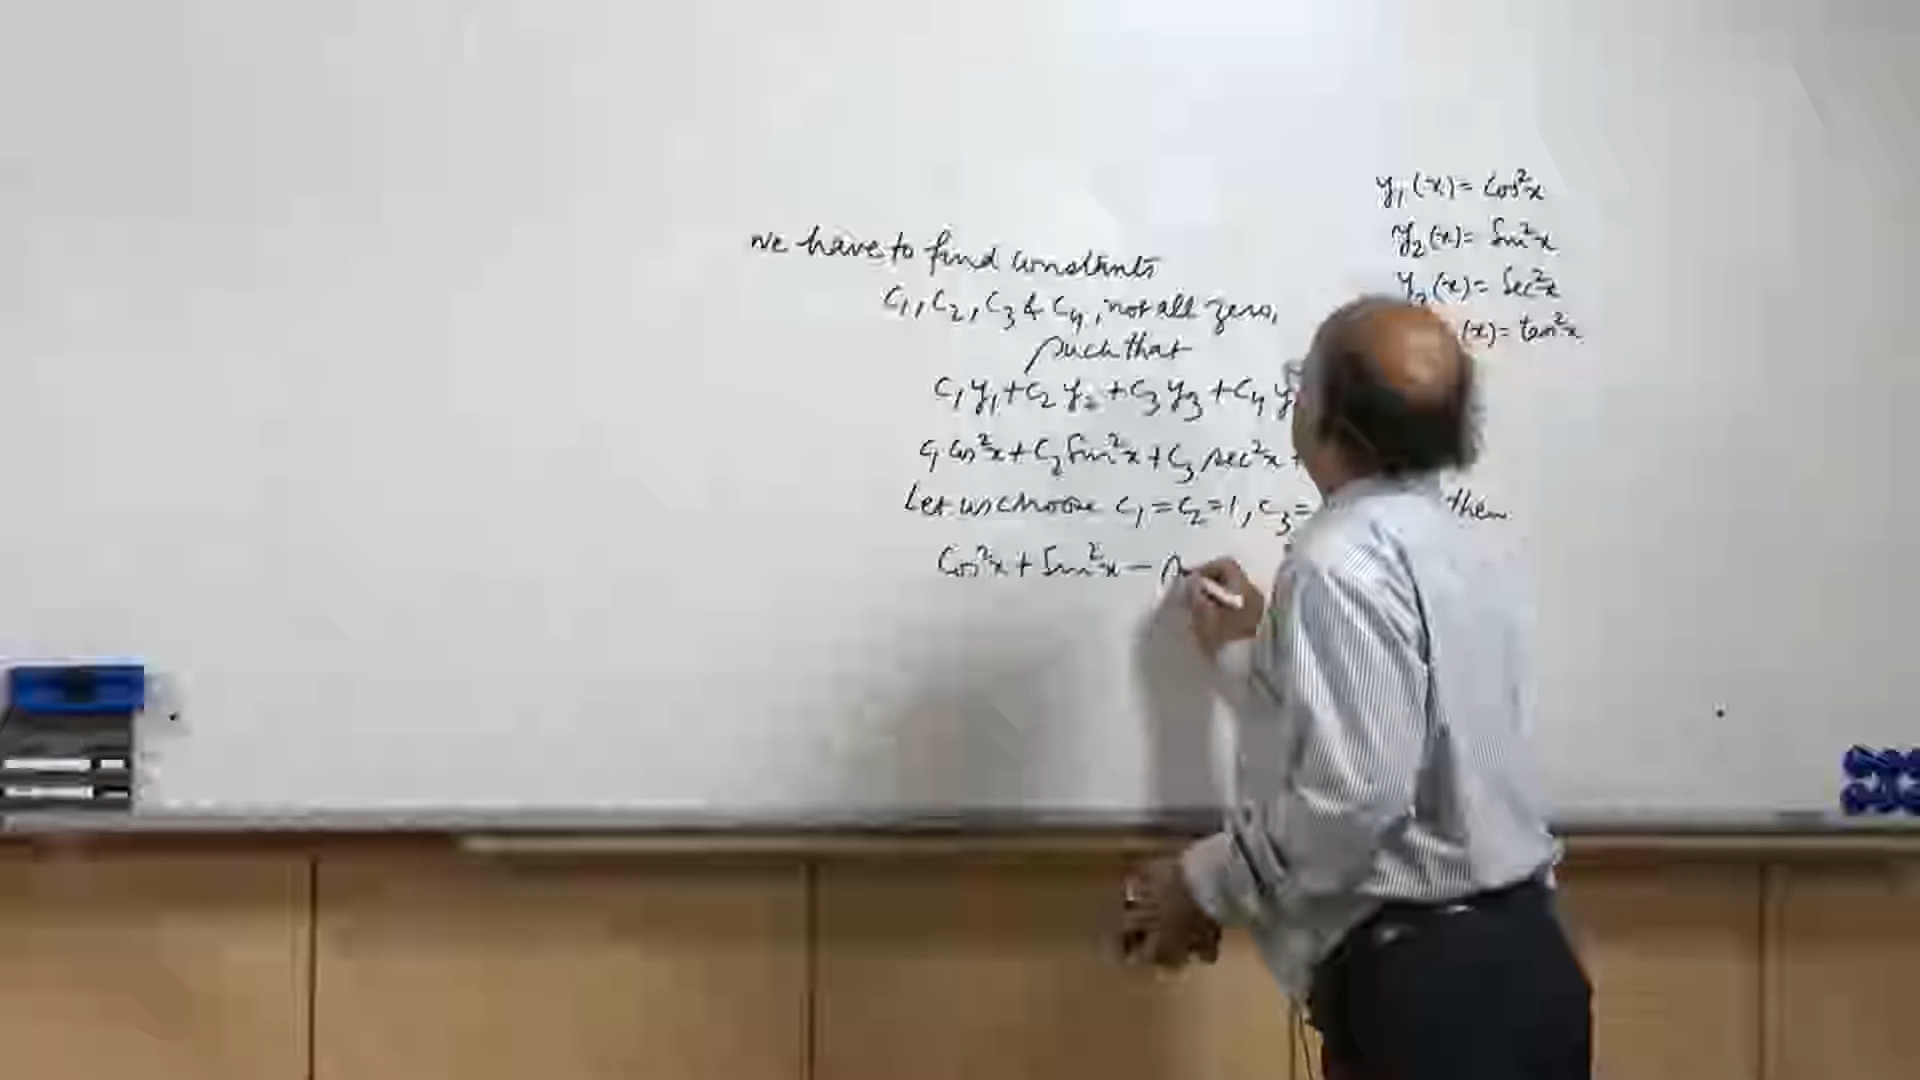 y₁(x) = Cos²x
y₂(x) = Sin²x
y₃(x) = Sec²x
(x) = tan²x
We have to find constants
C₁, C₂, C₃ & C₄, not all zero,
such that
C₁y₁ + C₂y₂ + C₃y₃ + C₄y
C₁Cos²x + C₂Sin²x + C₃sec²x +
Let us choose C₁ = C₂ = 1, C₃ = then
Cos²x + Sin²x −